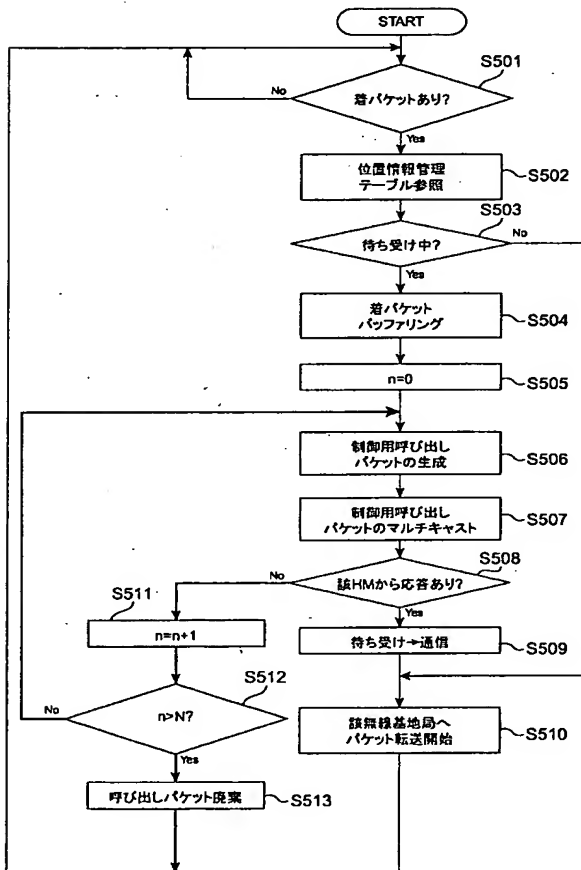 START
S501
着パケットあり?
No
Yes
位置情報管理
テーブル参照
S502
S503
待ち受け中?
No
Yes
着パケット
バッファリング
S504
n=0
S505
制御用呼び出し
パケットの生成
S506
制御用呼び出し
パケットのマルチキャスト
S507
S508
該HMから応答あり?
No
Yes
S511
n=n+1
待ち受け→通信
S509
S512
n>N?
No
Yes
該無線基地局へ
パケット転送開始
S510
呼び出しパケット廃棄
S513